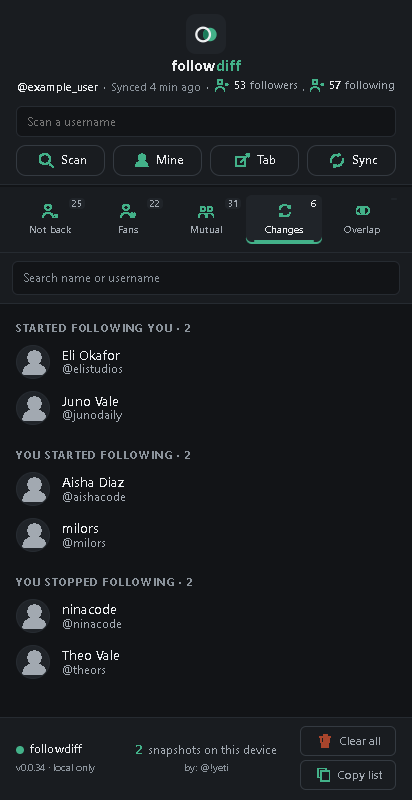 followdiff
@example_user · Synced 4 min ago · 53 followers , 57 following
Scan a username
Scan Mine Tab Sync
25 22 31 6
Not back Fans Mutual Changes Overlap
Search name or username
STARTED FOLLOWING YOU · 2
Eli Okafor
@elistudios
Juno Vale
@junodaily
YOU STARTED FOLLOWING · 2
Aisha Diaz
@aishacode
milors
@milors
YOU STOPPED FOLLOWING · 2
ninacode
@ninacode
Theo Vale
@theors
followdiff 2 snapshots on this device Clear all
v0.0.34 · local only by: @!yeti Copy list